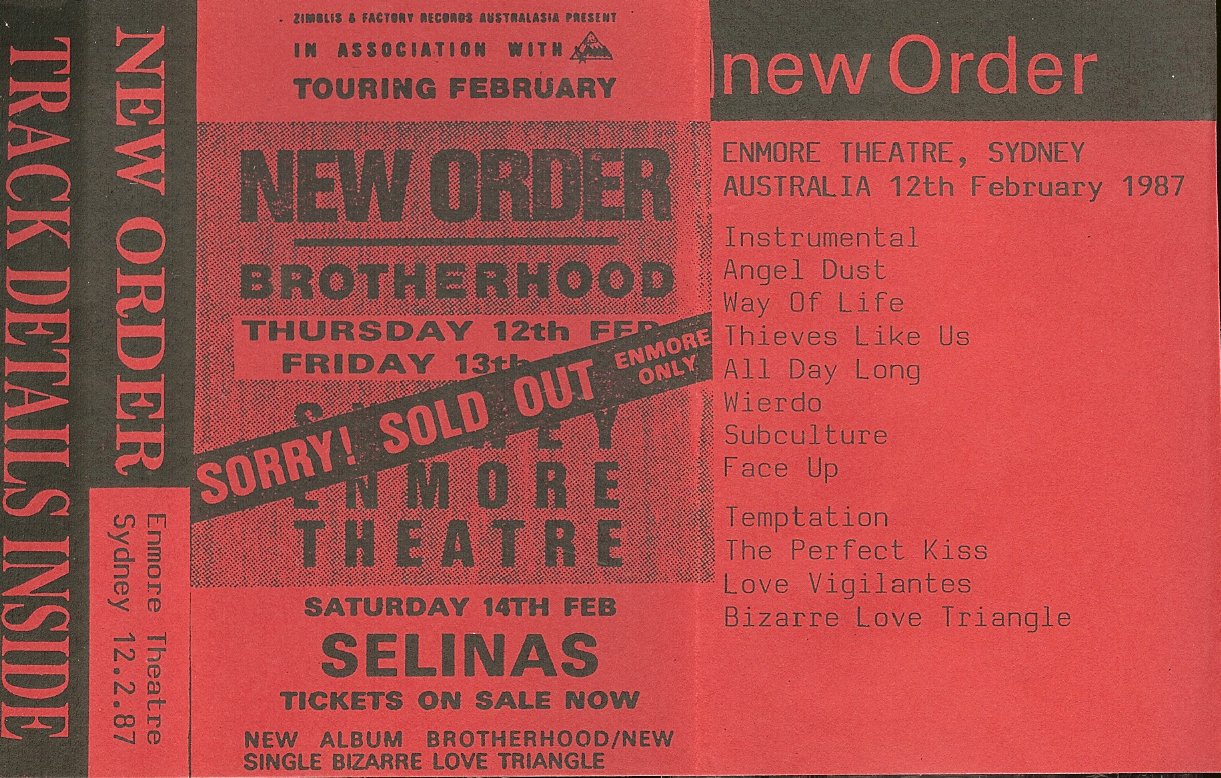 TRACK DETAILS INSIDE
NEW ORDER
Enmore Theatre
Sydney 12.2.87
ZIMBLIS & FACTORY RECORDS AUSTRALASIA PRESENT
IN ASSOCIATION WITH
TOURING FEBRUARY
NEW ORDER
BROTHERHOOD
THURSDAY 12th FEB
FRIDAY 13th
SORRY! SOLD OUT ENMORE ONLY
ENMORE
THEATRE
SATURDAY 14TH FEB
SELINAS
TICKETS ON SALE NOW
NEW ALBUM BROTHERHOOD/NEW
SINGLE BIZARRE LOVE TRIANGLE
new Order
ENMORE THEATRE, SYDNEY
AUSTRALIA 12th February 1987
Instrumental
Angel Dust
Way Of Life
Thieves Like Us
All Day Long
Wierdo
Subculture
Face Up
Temptation
The Perfect Kiss
Love Vigilantes
Bizarre Love Triangle